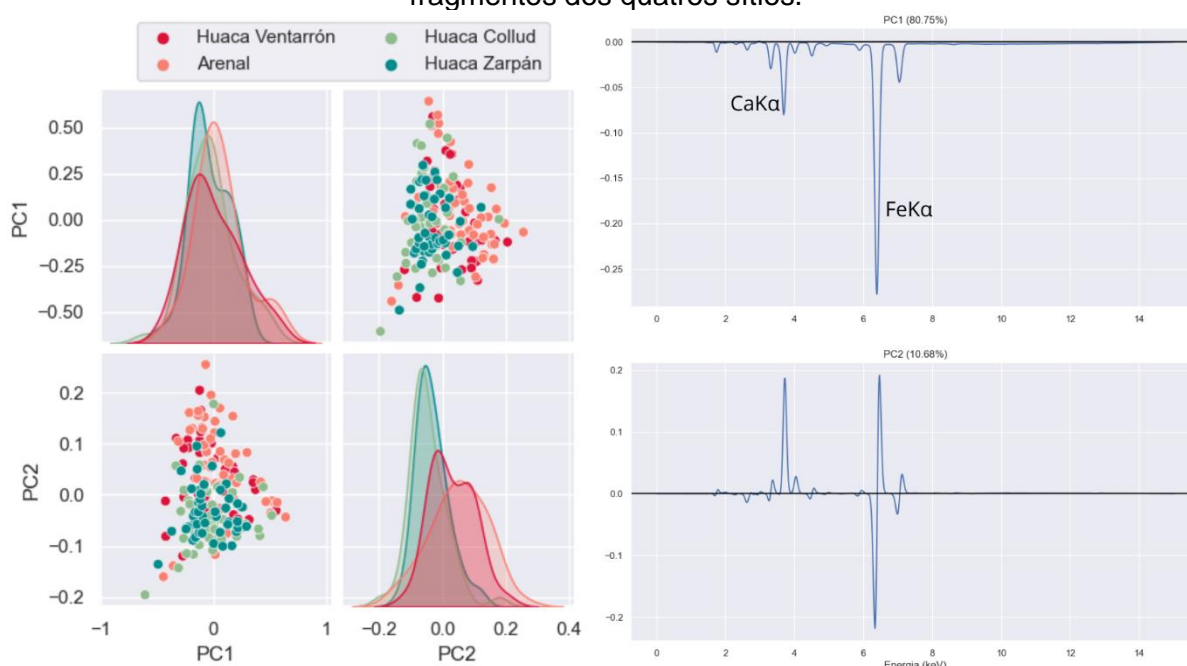 fragmentos dos quatros sítios.
Huaca Ventarrón
Huaca Collud
Arenal
Huaca Zarpán
PC1
0.50
0.25
0.00
−0.25
−0.50
PC2
0.2
0.1
0.0
−0.1
−0.2
−1 0 1
PC1
−0.2 0.0 0.2 0.4
PC2
PC1 (80.75%)
0.00
−0.05
−0.10
−0.15
−0.20
−0.25
CaKα
FeKα
0 2 4 6 8 10 12 14
PC2 (10.68%)
0.2
0.1
0.0
−0.1
−0.2
0 2 4 6 8 10 12 14
Energia (keV)